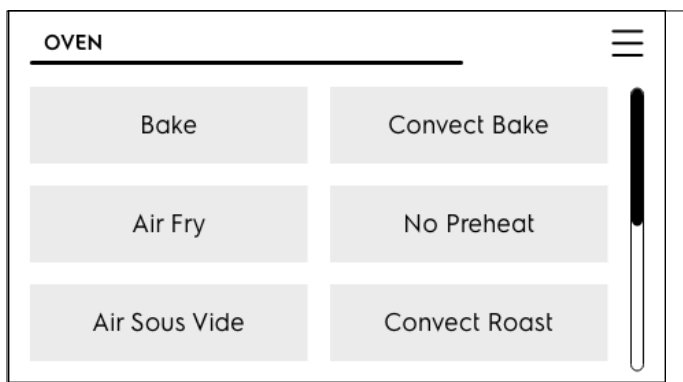 OVEN
Bake
Convect Bake
Air Fry
No Preheat
Air Sous Vide
Convect Roast